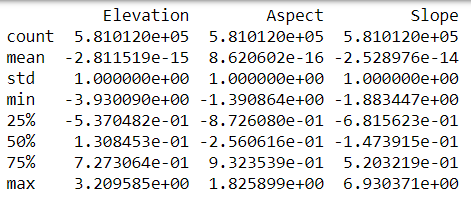 Elevation Aspect Slope
count 5.810120e+05 5.810120e+05 5.810120e+05
mean -2.811519e-15 8.620602e-16 -2.528976e-14
std 1.000000e+00 1.000000e+00 1.000000e+00
min -3.930090e+00 -1.390864e+00 -1.883447e+00
25% -5.370482e-01 -8.726080e-01 -6.815623e-01
50% 1.308453e-01 -2.560616e-01 -1.473915e-01
75% 7.273064e-01 9.323539e-01 5.203219e-01
max 3.209585e+00 1.825899e+00 6.930371e+00